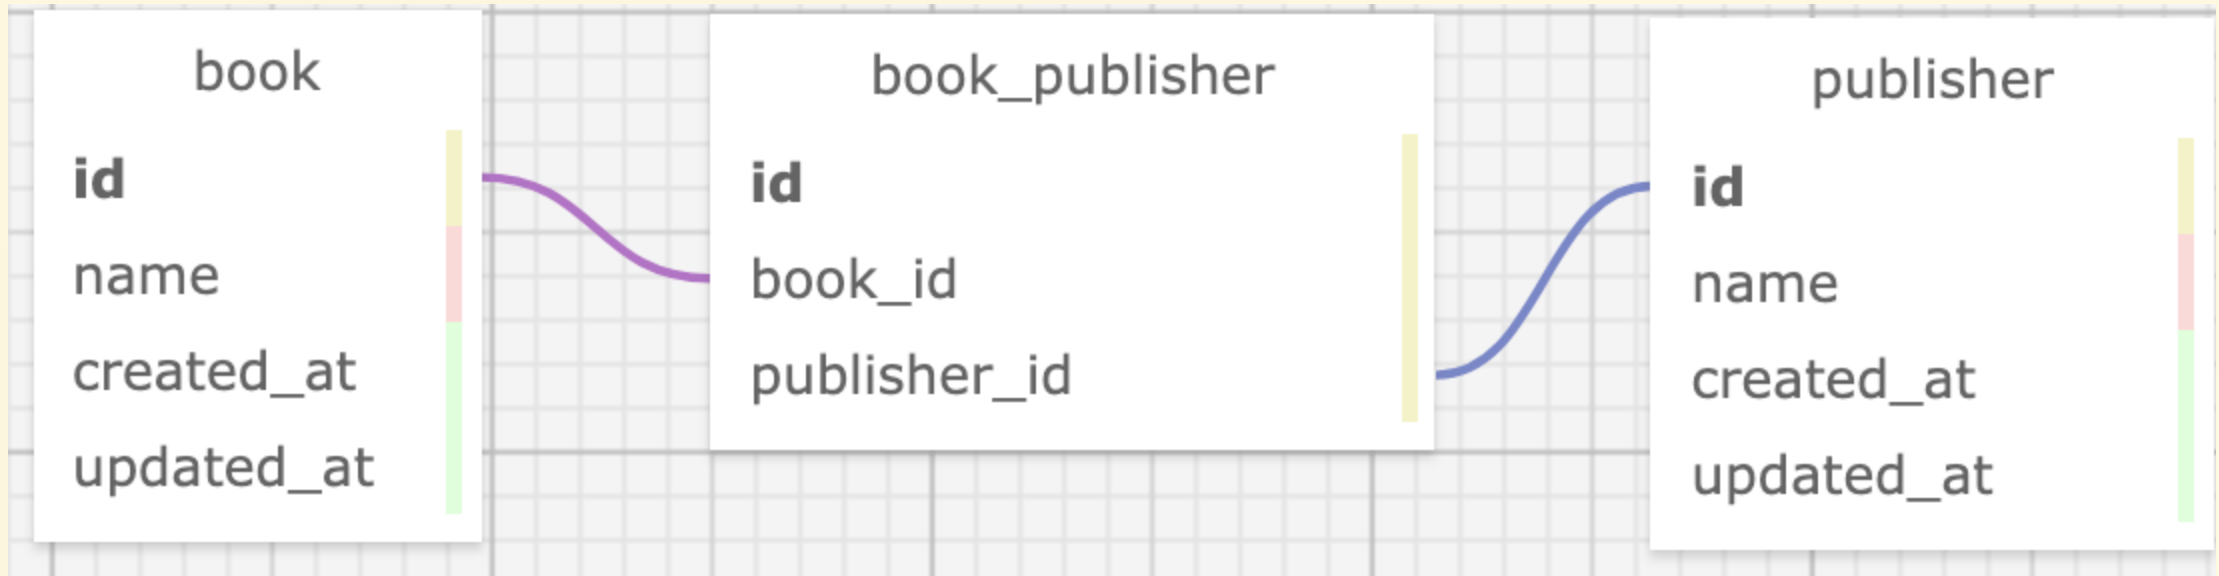 book
id
name
created_at
updated_at
book_publisher
id
book_id
publisher_id
publisher
id
name
created_at
updated_at